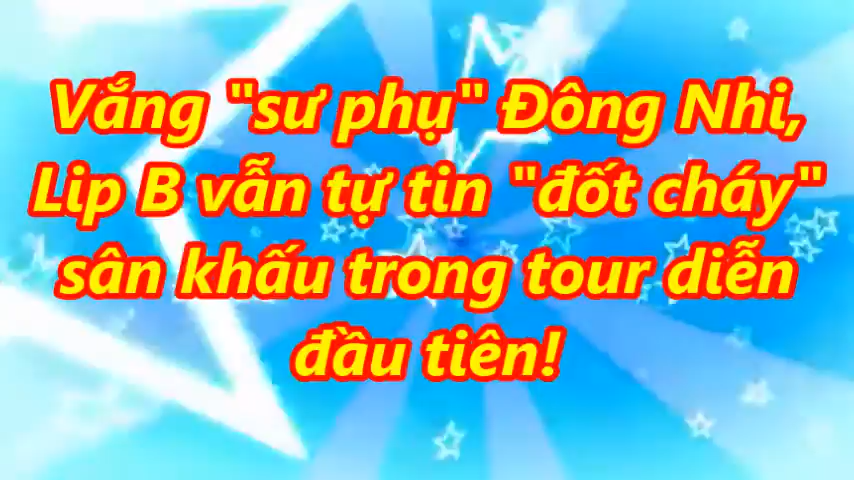 Vắng "sư phụ" Đông Nhi,
Lip B vẫn tự tin "đốt cháy"
sân khấu trong tour diễn
đầu tiên!